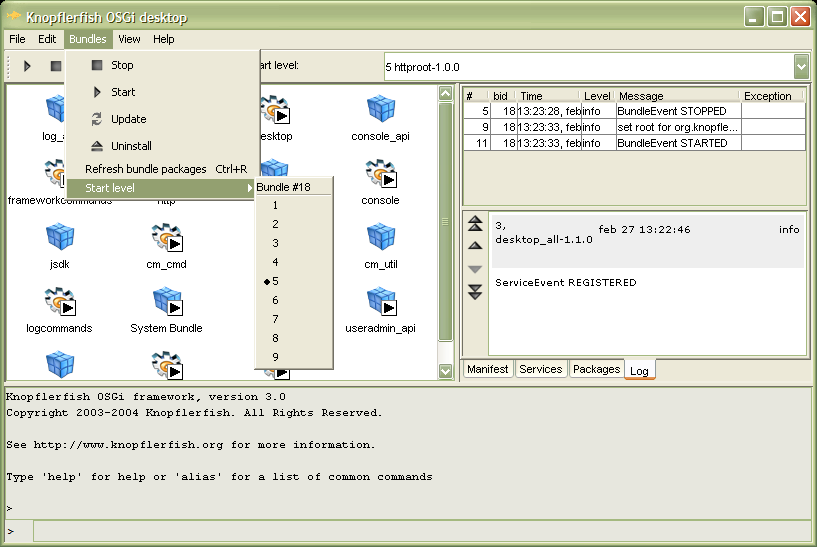 Knopflerfish OSGi desktop
File Edit Bundles View Help
Stop
Start
Update
Uninstall
Refresh bundle packages Ctrl+R
Start level
Bundle #18
1
2
3
4
5
6
7
8
9
art level:
5 httproot-1.0.0
log_a
esktop
console_api
frameworkcommands
http
console
jsdk
cm_cmd
cm_util
logcommands
System Bundle
useradmin_api
# bid Time Level Message Exception
5 18 13:23:28, feb info BundleEvent STOPPED
9 18 13:23:33, feb info set root for org.knopfle...
11 18 13:23:33, feb info BundleEvent STARTED
3, desktop_all-1.1.0 feb 27 13:22:46 info
ServiceEvent REGISTERED
Manifest Services Packages Log
Knopflerfish OSGi framework, version 3.0
Copyright 2003-2004 Knopflerfish. All Rights Reserved.
See http://www.knopflerfish.org for more information.
Type 'help' for help or 'alias' for a list of common commands
>
>